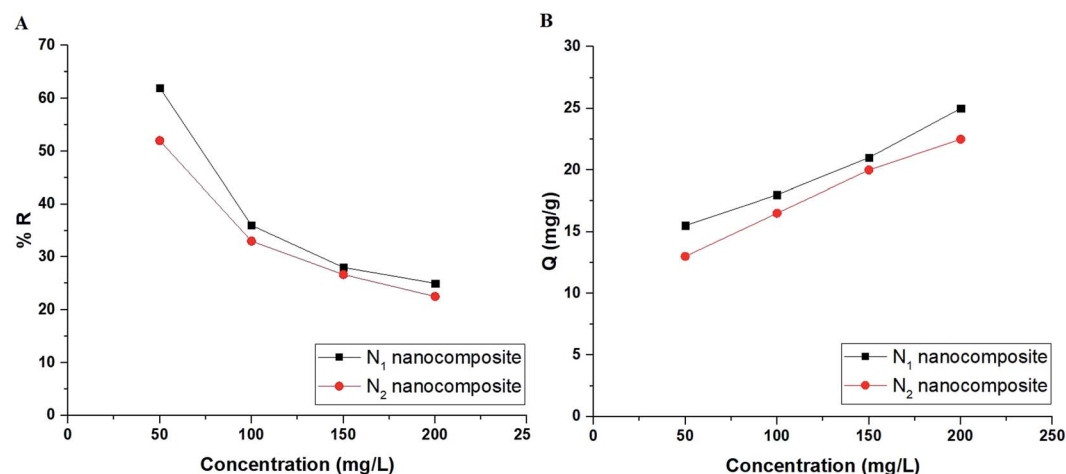 A
70
60
50
40
30
20
10
0
% R
0 50 100 150 200 25
Concentration (mg/L)
N1 nanocomposite
N2 nanocomposite
B
30
25
20
15
10
5
0
Q (mg/g)
0 50 100 150 200 250
Concentration (mg/L)
N1 nanocomposite
N2 nanocomposite